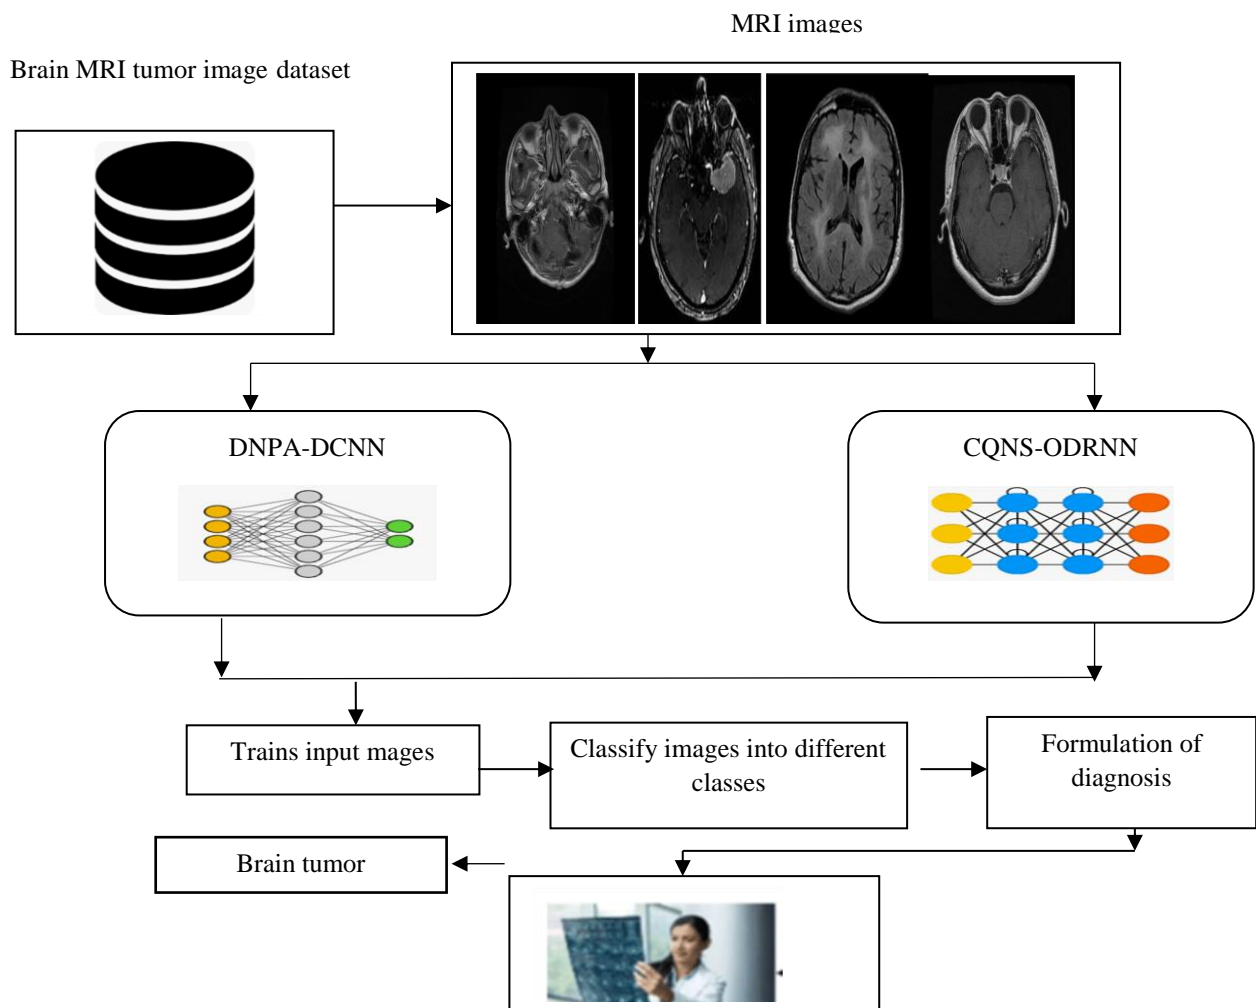 MRI images
Brain MRI tumor image dataset
DNPA-DCNN
CQNS-ODRNN
Trains input mages
Classify images into different
classes
Formulation of
diagnosis
Brain tumor